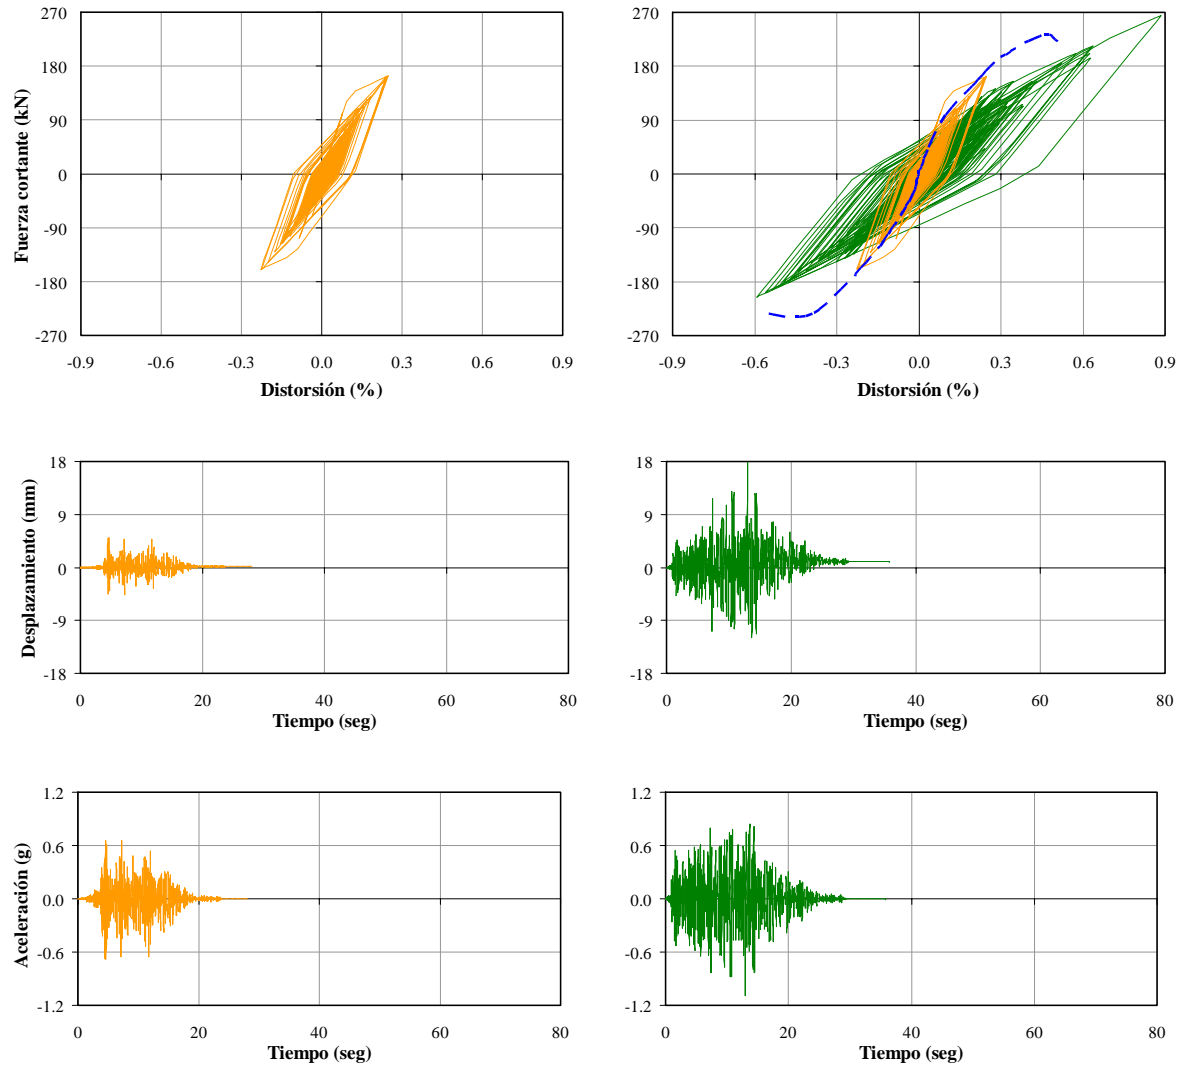 270
180
90
0
-90
-180
-270
Fuerza cortante (kN)
-0.9 -0.6 -0.3 0.0 0.3 0.6 0.9
Distorsión (%)
270
180
90
0
-90
-180
-270
-0.9 -0.6 -0.3 0.0 0.3 0.6 0.9
Distorsión (%)
18
9
0
-9
-18
Desplazamiento (mm)
0 20 40 60 80
Tiempo (seg)
18
9
0
-9
-18
0 20 40 60 80
Tiempo (seg)
1.2
0.6
0.0
-0.6
-1.2
Aceleración (g)
0 20 40 60 80
Tiempo (seg)
1.2
0.6
0.0
-0.6
-1.2
0 20 40 60 80
Tiempo (seg)